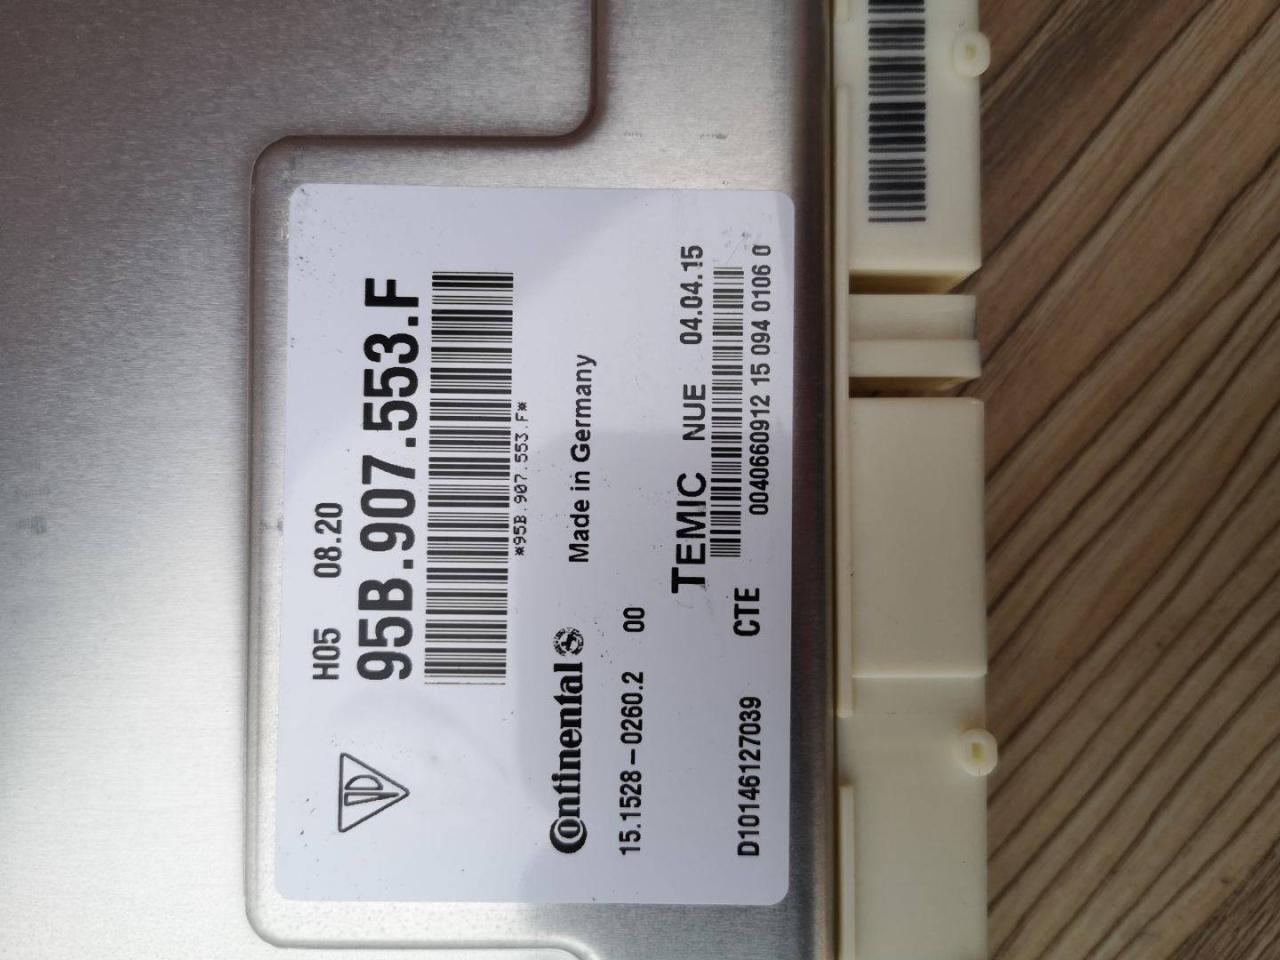 H05 08.20
95B.907.553.F
*95B.907.553.F*
Continental
Made in Germany
15.1528-0260.2 00
TEMIC NUE 04.04.15
D10146127039 CTE 0040660912 15 094 0106 0